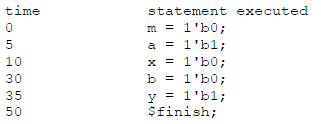 time statement executed
0 m = 1'b0;
5 a = 1'b1;
10 x = 1'b0;
30 b = 1'b0;
35 y = 1'b1;
50 $finish;